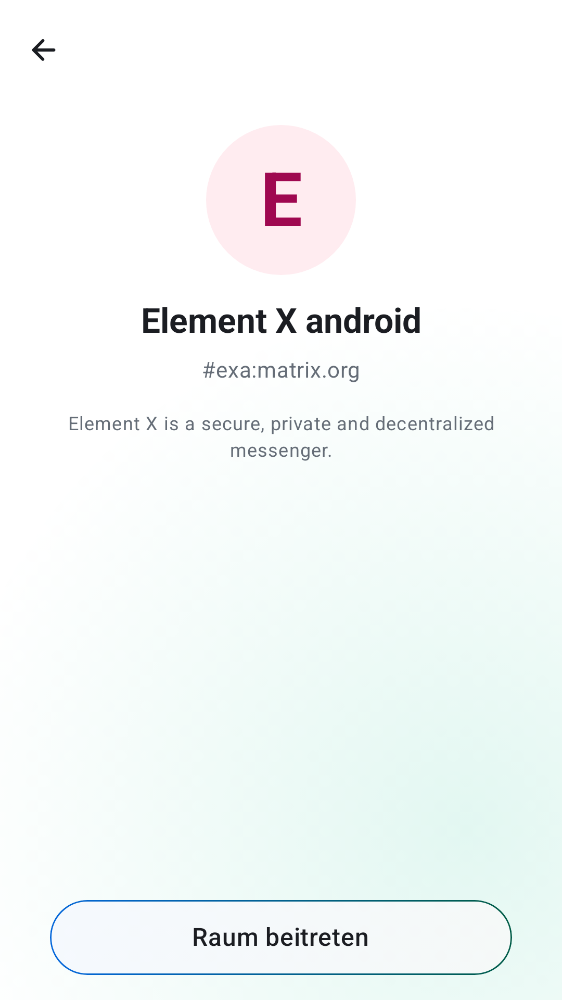 E
Element X android
#exa:matrix.org
Element X is a secure, private and decentralized
messenger.
Raum beitreten